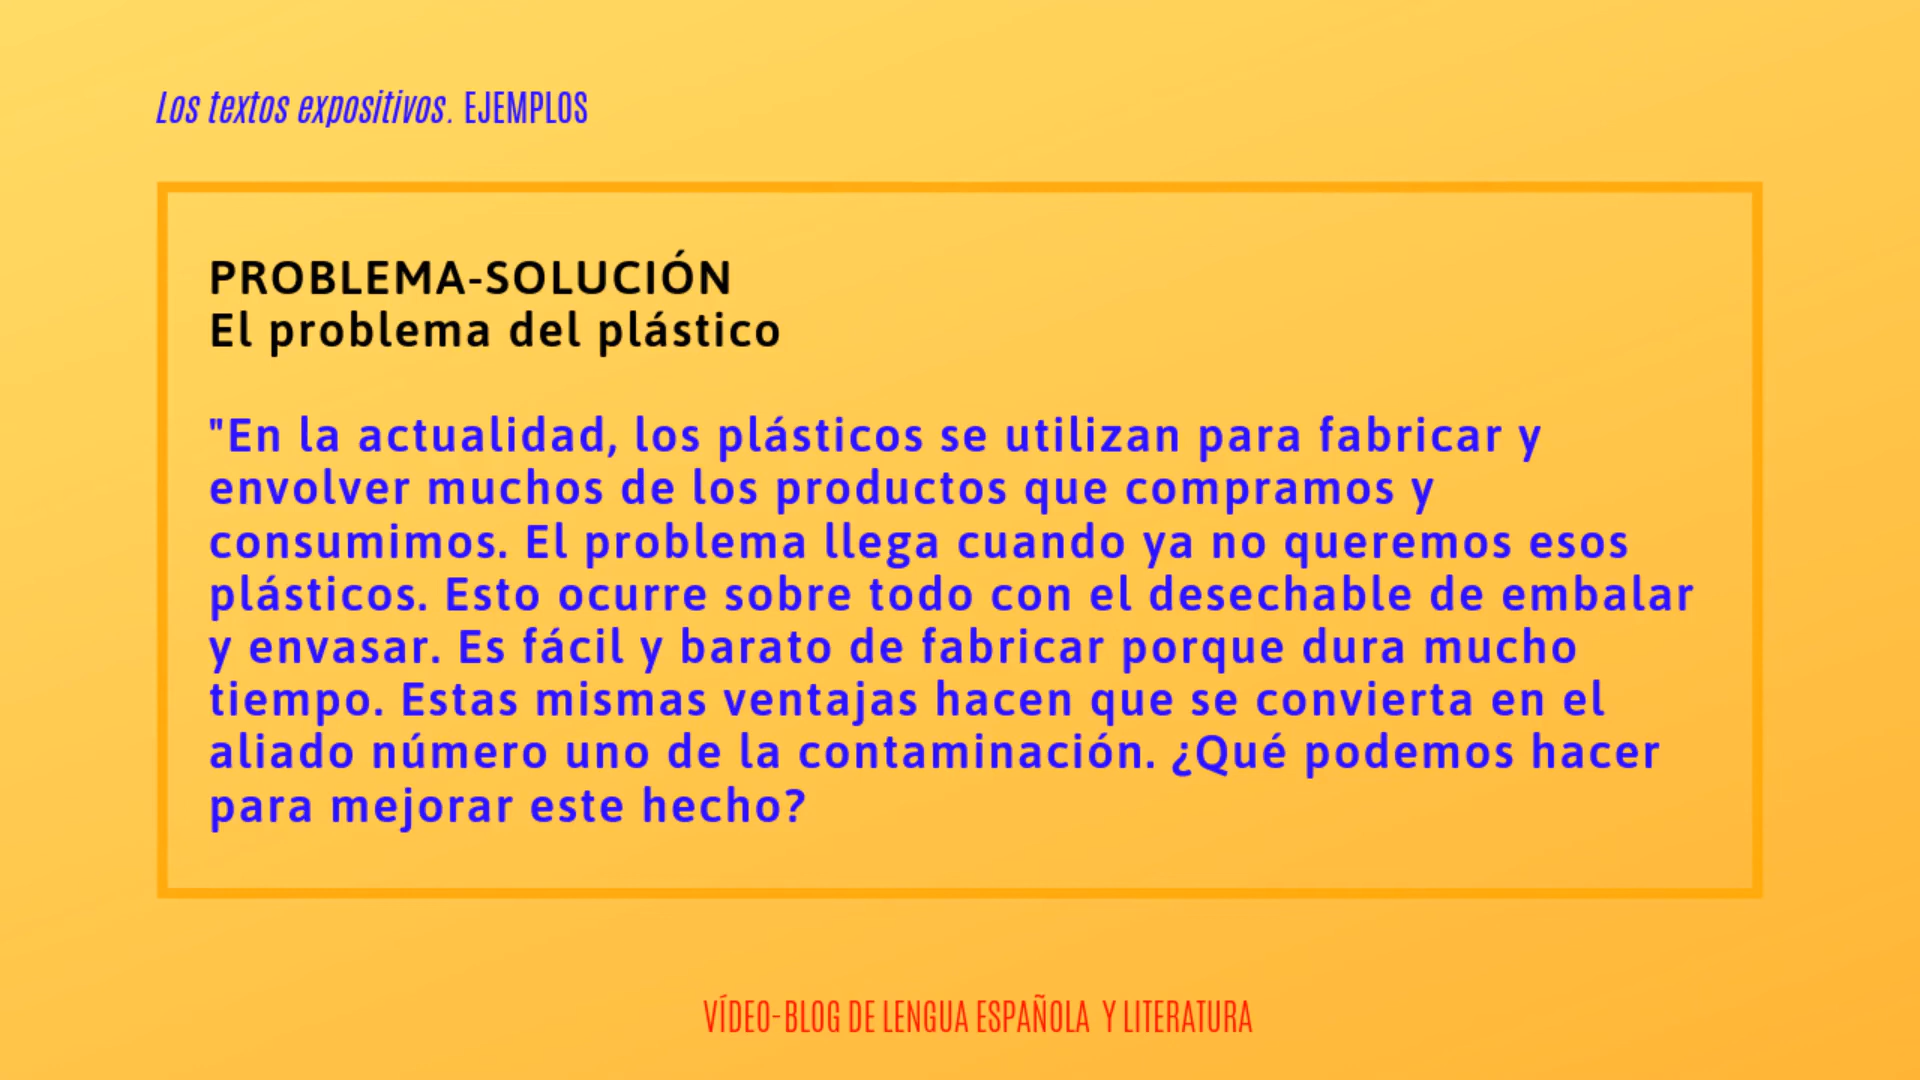 Los textos expositivos. EJEMPLOS
PROBLEMA-SOLUCIÓN
El problema del plástico
"En la actualidad, los plásticos se utilizan para fabricar y
envolver muchos de los productos que compramos y
consumimos. El problema llega cuando ya no queremos esos
plásticos. Esto ocurre sobre todo con el desechable de embalar
y envasar. Es fácil y barato de fabricar porque dura mucho
tiempo. Estas mismas ventajas hacen que se convierta en el
aliado número uno de la contaminación. ¿Qué podemos hacer
para mejorar este hecho?
VÍDEO-BLOG DE LENGUA ESPAÑOLA Y LITERATURA